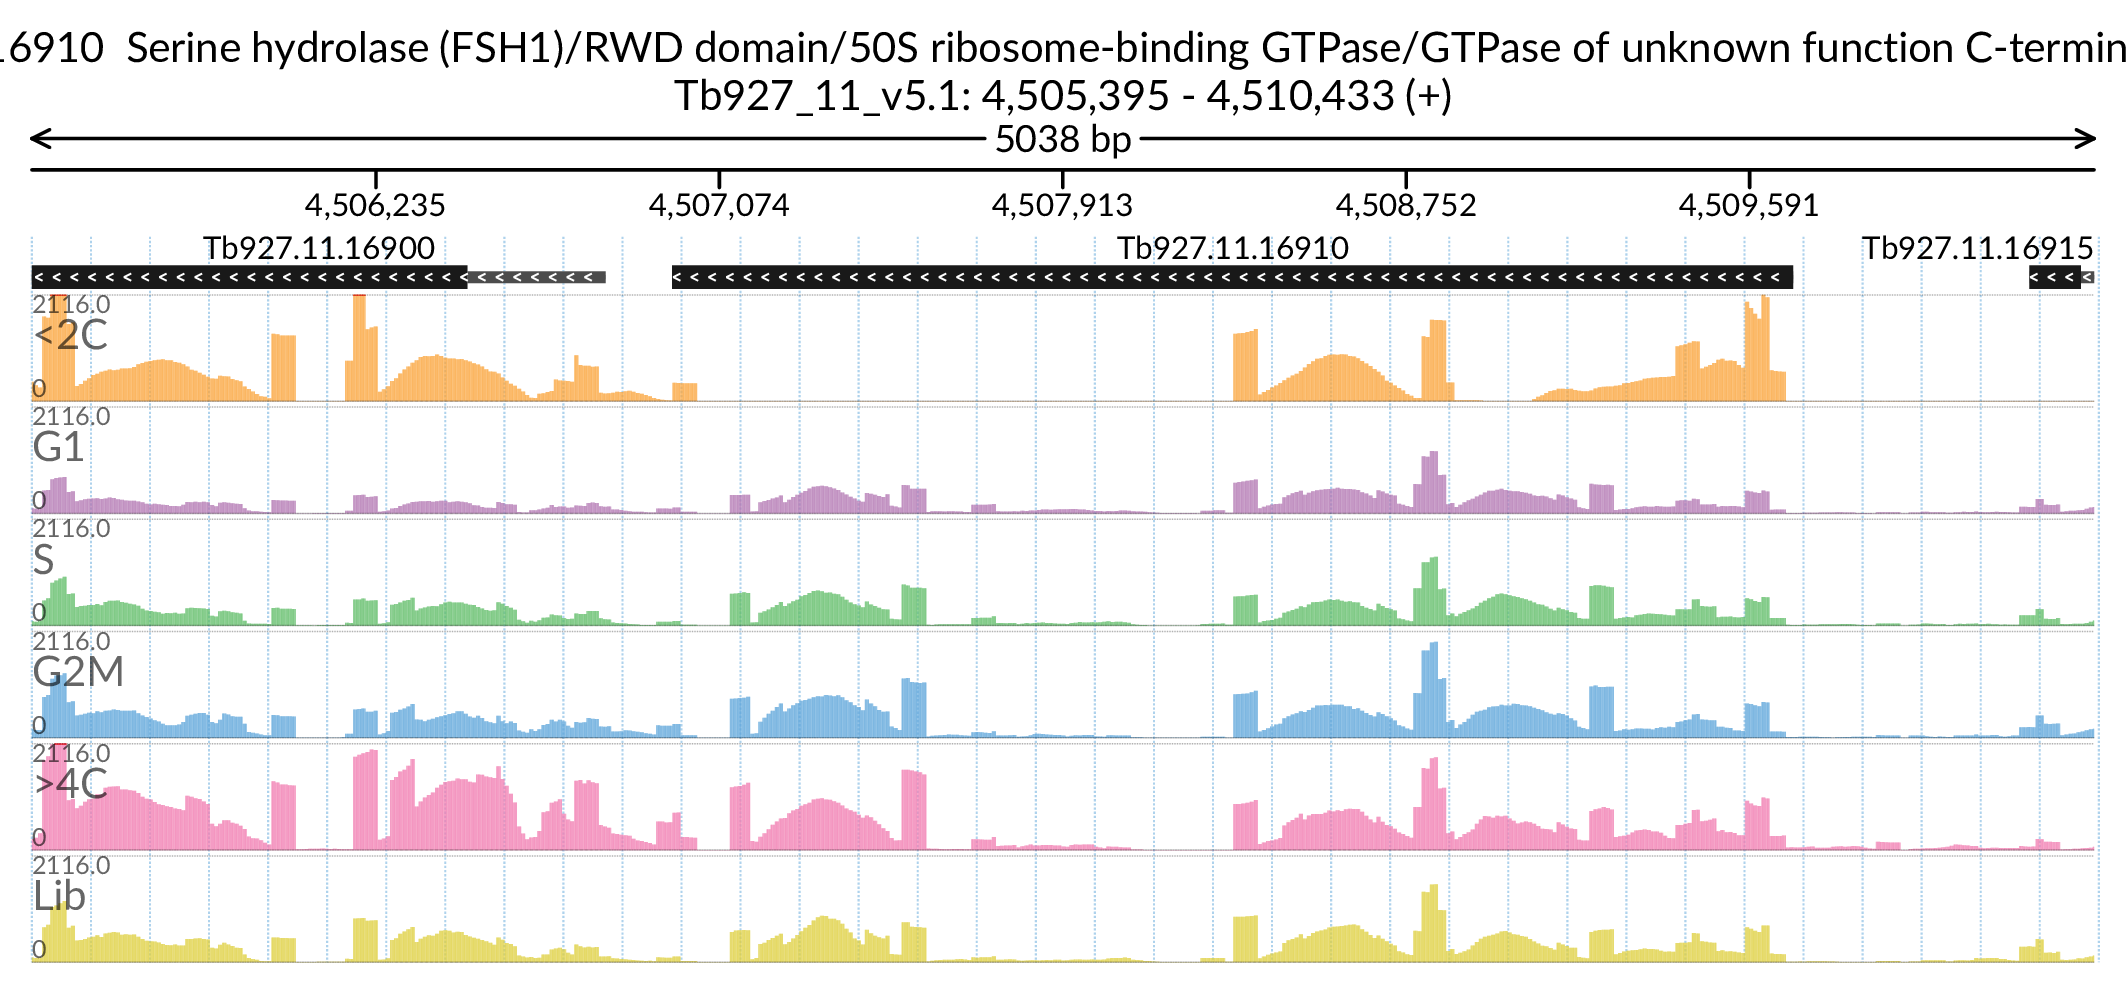 .16910 Serine hydrolase (FSH1)/RWD domain/50S ribosome-binding GTPase/GTPase of unknown function C-termin
Tb927_11_v5.1: 4,505,395 - 4,510,433 (+)
5038 bp
4,506,235 4,507,074 4,507,913 4,508,752 4,509,591
Tb927.11.16900 Tb927.11.16910 Tb927.11.16915
2116.0
<2C
0
2116.0
G1
0
2116.0
S
0
2116.0
G2M
0
2116.0
>4C
0
2116.0
Lib
0